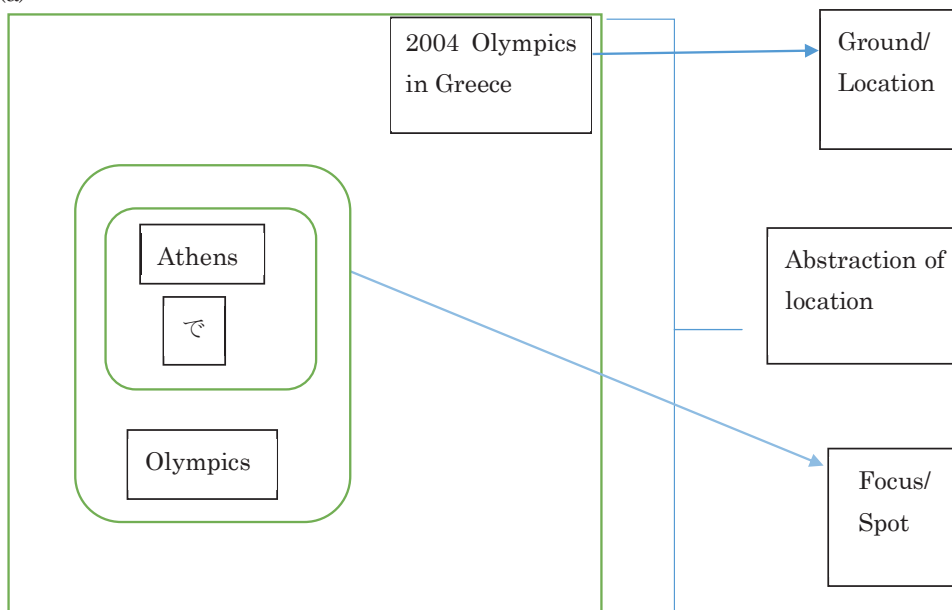 2004 Olympics
in Greece
Ground/
Location
Athens
で
Abstraction of
location
Olympics
Focus/
Spot